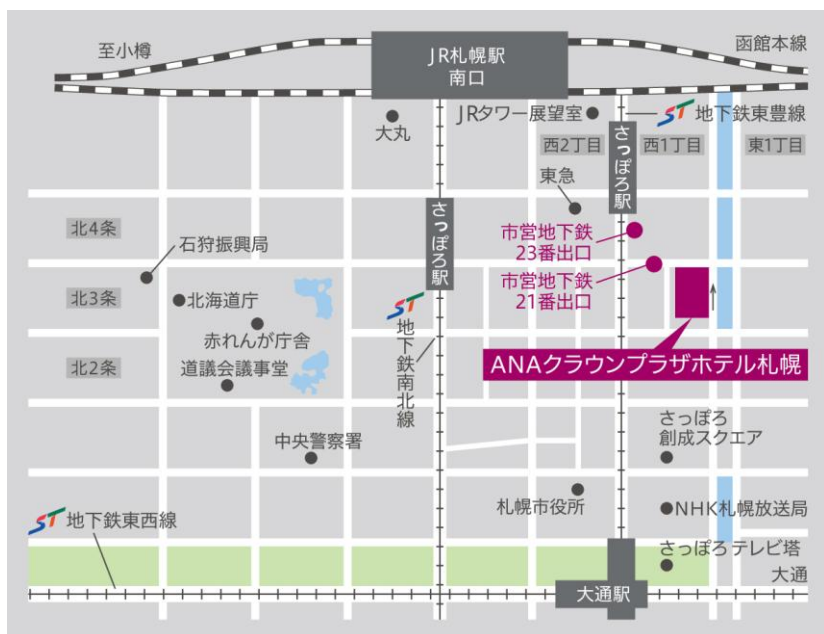 至小樽
JR札幌駅
南口
函館本線
大丸
JRタワー展望室
ST 地下鉄東豊線
西2丁目
西1丁目
東1丁目
さっぽろ駅
東急
さっぽろ駅
北4条
石狩振興局
市営地下鉄
23番出口
市営地下鉄
21番出口
北3条
北海道庁
赤れんが庁舎
ST 地下鉄南北線
北2条
道議会議事堂
ANAクラウンプラザホテル札幌
さっぽろ
創成スクエア
中央警察署
札幌市役所
NHK札幌放送局
ST 地下鉄東西線
さっぽろ テレビ塔
大通
大通駅